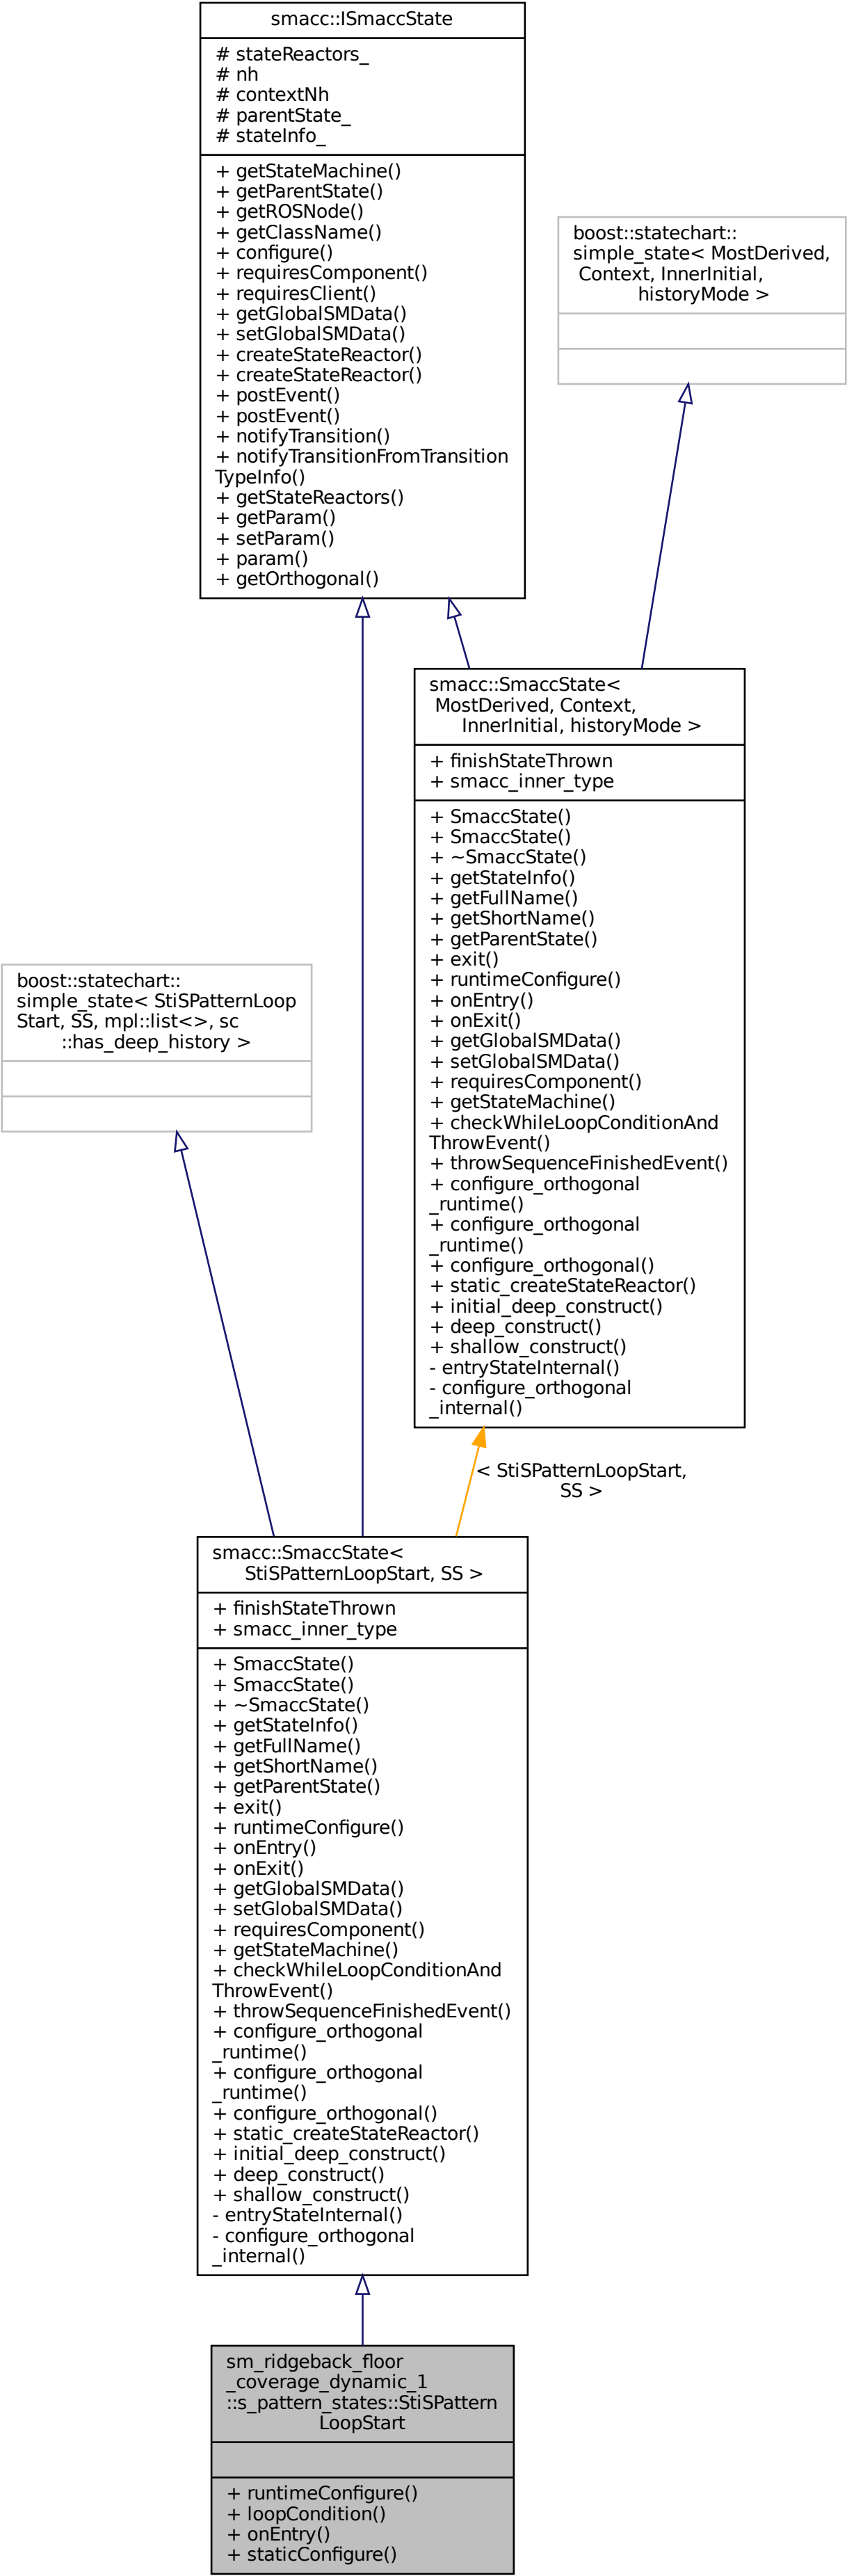 smacc::ISmaccState
# stateReactors_
# nh
# contextNh
# parentState_
# stateInfo_
+ getStateMachine()
+ getParentState()
+ getROSNode()
+ getClassName()
+ configure()
+ requiresComponent()
+ requiresClient()
+ getGlobalSMData()
+ setGlobalSMData()
+ createStateReactor()
+ createStateReactor()
+ postEvent()
+ postEvent()
+ notifyTransition()
+ notifyTransitionFromTransition
TypeInfo()
+ getStateReactors()
+ getParam()
+ setParam()
+ param()
+ getOrthogonal()
boost::statechart::
simple_state< MostDerived,
Context, InnerInitial,
historyMode >
smacc::SmaccState<
MostDerived, Context,
InnerInitial, historyMode >
+ finishStateThrown
+ smacc_inner_type
+ SmaccState()
+ SmaccState()
+ ~SmaccState()
+ getStateInfo()
+ getFullName()
+ getShortName()
+ getParentState()
+ exit()
+ runtimeConfigure()
+ onEntry()
+ onExit()
+ getGlobalSMData()
+ setGlobalSMData()
+ requiresComponent()
+ getStateMachine()
+ checkWhileLoopConditionAnd
ThrowEvent()
+ throwSequenceFinishedEvent()
+ configure_orthogonal
_runtime()
+ configure_orthogonal
_runtime()
+ configure_orthogonal()
+ static_createStateReactor()
+ initial_deep_construct()
+ deep_construct()
+ shallow_construct()
- entryStateInternal()
- configure_orthogonal
_internal()
boost::statechart::
simple_state< StiSPatternLoop
Start, SS, mpl::list<>, sc
::has_deep_history >
< StiSPatternLoopStart,
SS >
smacc::SmaccState<
StiSPatternLoopStart, SS >
+ finishStateThrown
+ smacc_inner_type
+ SmaccState()
+ SmaccState()
+ ~SmaccState()
+ getStateInfo()
+ getFullName()
+ getShortName()
+ getParentState()
+ exit()
+ runtimeConfigure()
+ onEntry()
+ onExit()
+ getGlobalSMData()
+ setGlobalSMData()
+ requiresComponent()
+ getStateMachine()
+ checkWhileLoopConditionAnd
ThrowEvent()
+ throwSequenceFinishedEvent()
+ configure_orthogonal
_runtime()
+ configure_orthogonal
_runtime()
+ configure_orthogonal()
+ static_createStateReactor()
+ initial_deep_construct()
+ deep_construct()
+ shallow_construct()
- entryStateInternal()
- configure_orthogonal
_internal()
sm_ridgeback_floor
_coverage_dynamic_1
::s_pattern_states::StiSPattern
LoopStart
+ runtimeConfigure()
+ loopCondition()
+ onEntry()
+ staticConfigure()